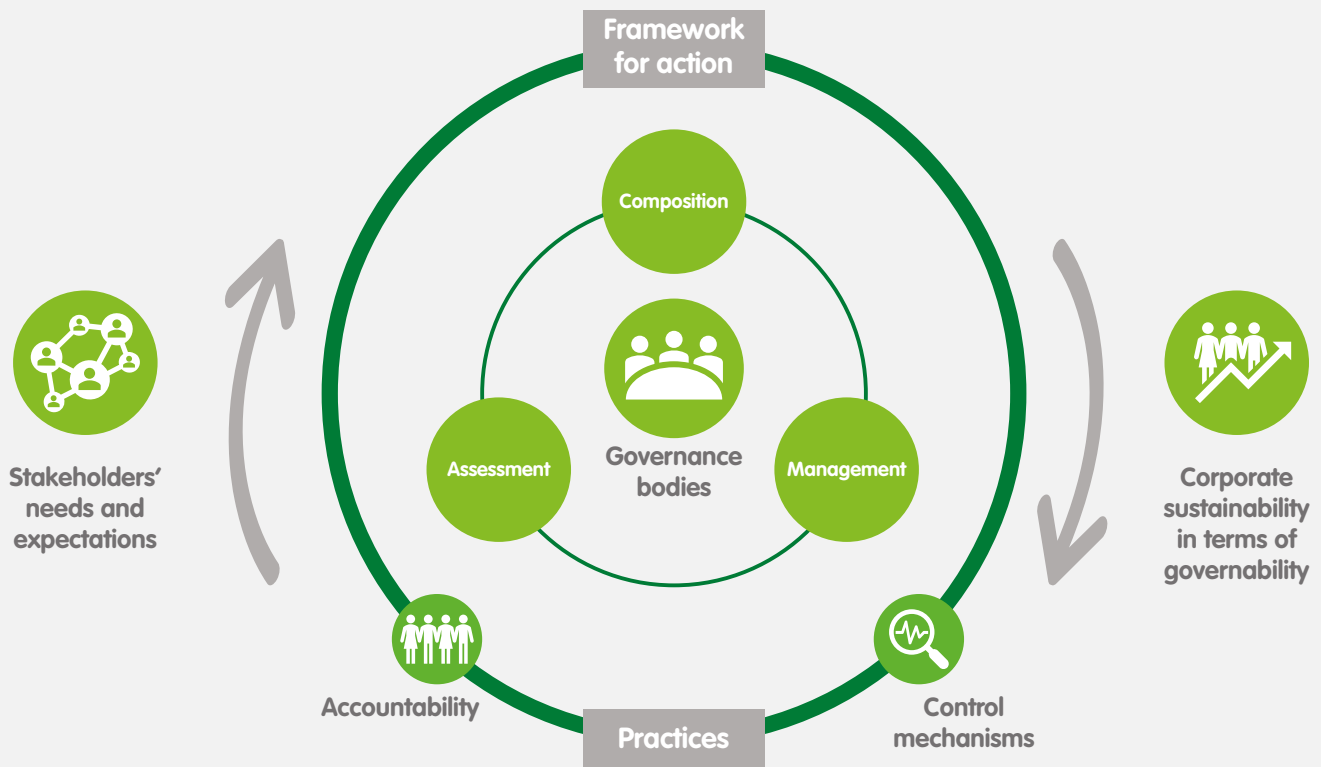 Framework
for action
Composition
Stakeholders'
needs and
expectations
Assessment
Governance
bodies
Management
Corporate
sustainability
in terms of
governability
Accountability
Practices
Control
mechanisms